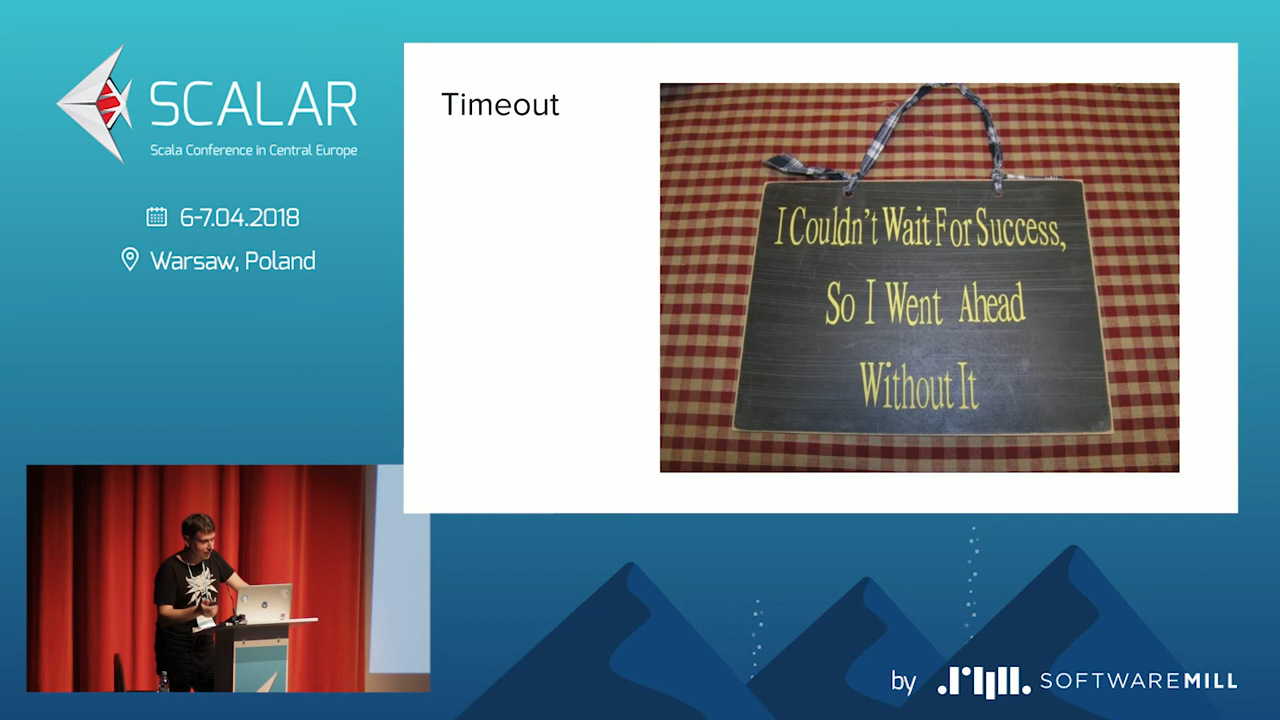 SCALAR
Scala Conference in Central Europe
6-7.04.2018
Warsaw, Poland
Timeout
I Couldn't Wait For Success,
So I Went Ahead
Without It
by SOFTWAREMILL